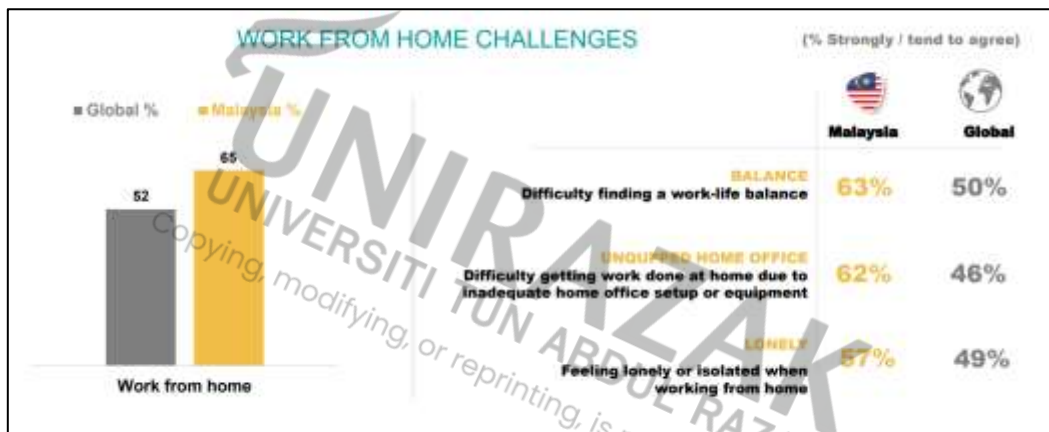 WORK FROM HOME CHALLENGES
(% Strongly / tend to agree)
Global %
Malaysia %
Malaysia
Global
52
65
Work from home
BALANCE
Difficulty finding a work-life balance
63%
50%
UNQUPPED HOME OFFICE
Difficulty getting work done at home due to
inadequate home office setup or equipment
62%
46%
LONELY
Feeling lonely or isolated when
working from home
57%
49%
UNIRAZAK
UNIVERSITI TUN ABDUL RAZAK
Copying, modifying, or reprinting, is